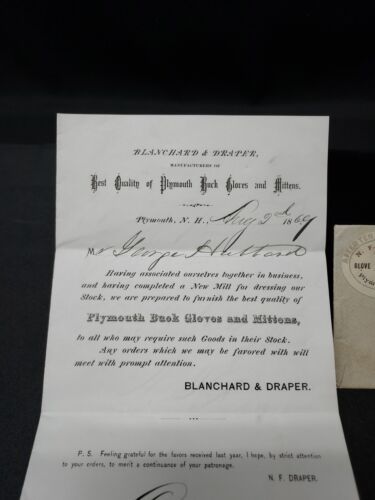 BLANCHARD & DRAPER,
MANUFACTURERS OF
Best Quality of Plymouth Buck Gloves and Mittens.
Plymouth, N. H., Aug 2nd 1869
Mr George Hubbard
Having associated ourselves together in business,
and having completed a New Mill for dressing our
Stock, we are prepared to furnish the best quality of
Plymouth Buck Gloves and Mittens,
to all who may require such Goods in their Stock.
Any orders which we may be favored with will
meet with prompt attention.
BLANCHARD & DRAPER.
P. S. Feeling grateful for the favors received last year, I hope, by strict attention
to your orders, to merit a continuance of your patronage.
N. F. DRAPER.
N. F.
GLOVE
Plym